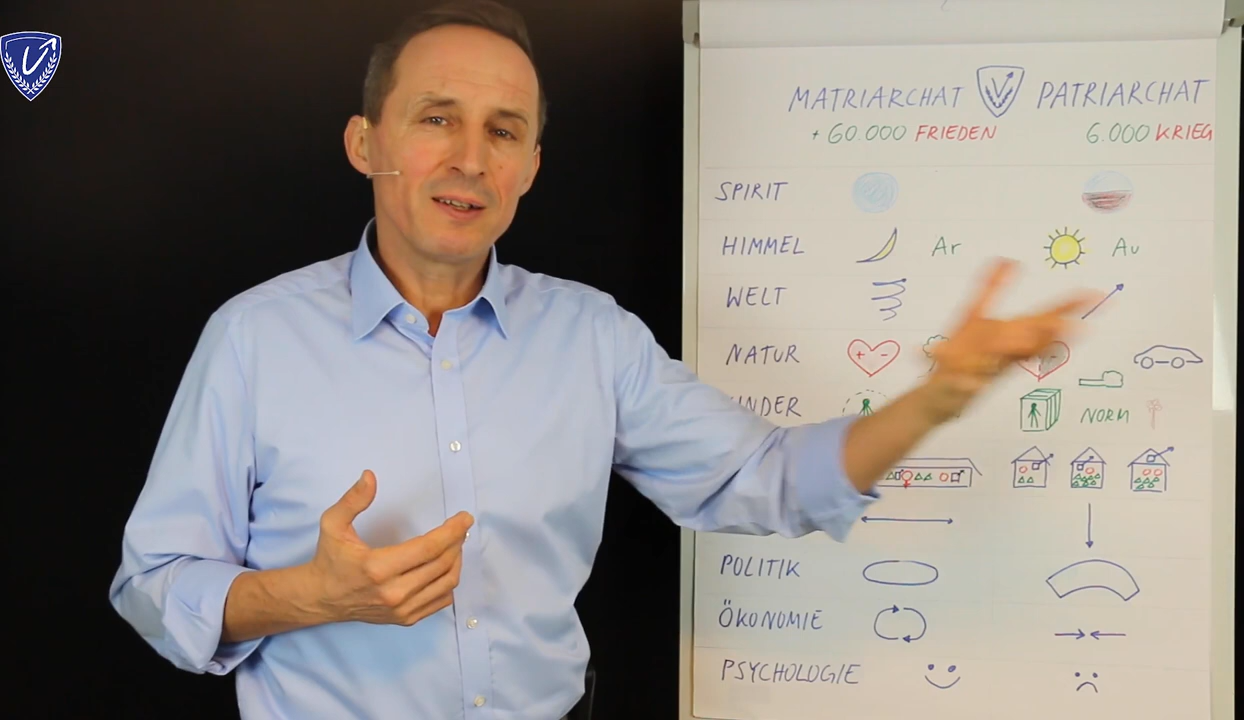 MATRIARCHAT V PATRIARCHAT
+ 60.000 FRIEDEN 6.000 KRIEG
SPIRIT
HIMMEL Ar Au
WELT
NATUR + -
NORM
POLITIK
ÖKONOMIE
PSYCHOLOGIE